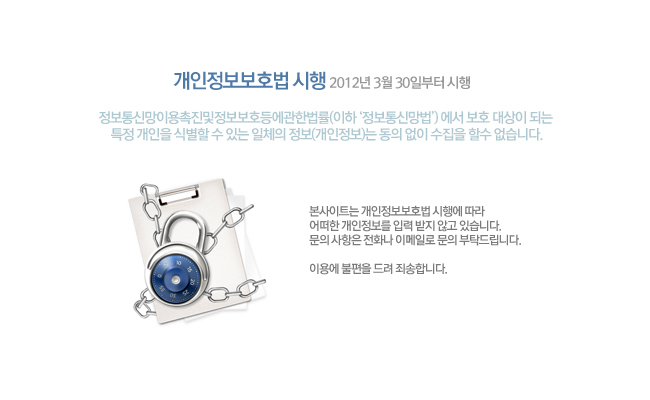 개인정보보호법 시행 2012년 3월 30일부터 시행
정보통신망이용촉진및정보보호등에관한법률(이하 '정보통신망법') 에서 보호 대상이 되는
특정 개인을 식별할 수 있는 일체의 정보(개인정보)는 동의 없이 수집을 할수 없습니다.
본사이트는 개인정보보호법 시행에 따라
어떠한 개인정보를 입력 받지 않고 있습니다.
문의 사항은 전화나 이메일로 문의 부탁드립니다.
이용에 불편을 드려 죄송합니다.
0
5
10
15
20
25
30
35